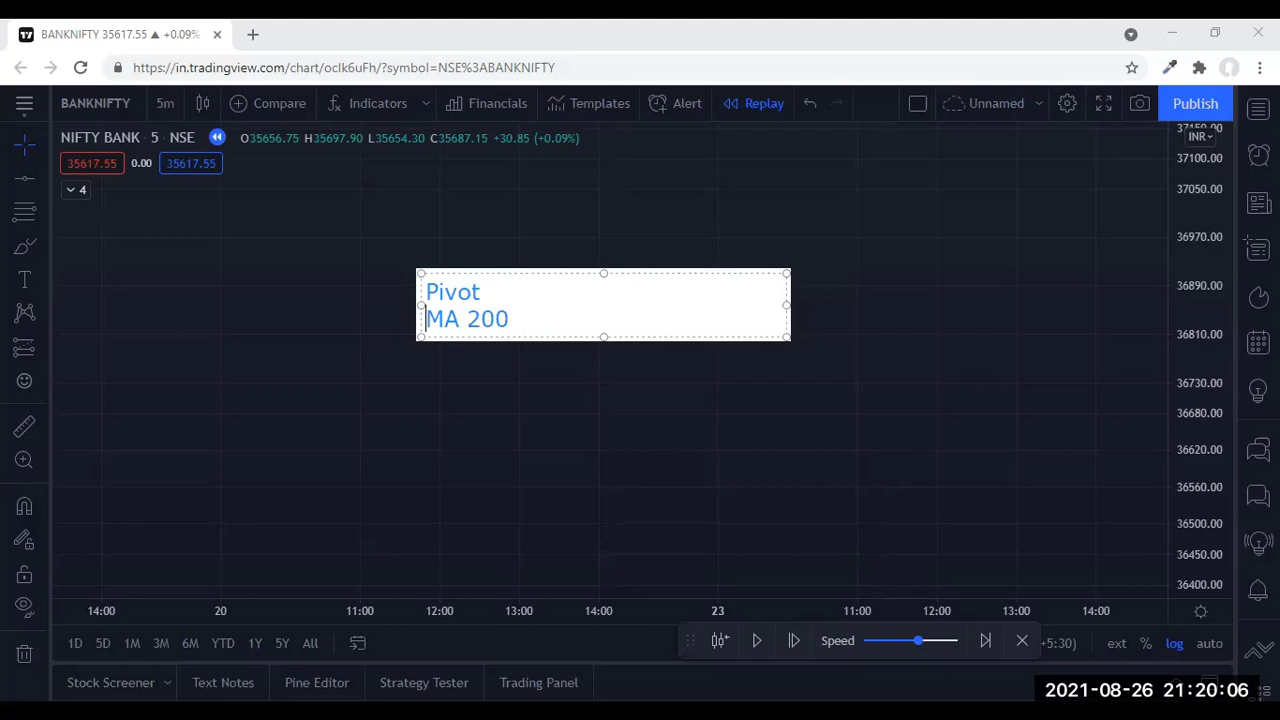 BANKNIFTY 35617.55 ▲ +0.09%
https://in.tradingview.com/chart/ocIk6uFh/?symbol=NSE%3ABANKNIFTY
BANKNIFTY 5m Compare Indicators Financials Templates Alert Replay Unnamed Publish
NIFTY BANK · 5 · NSE O35656.75 H35697.90 L35654.30 C35687.15 +30.85 (+0.09%)
35617.55 0.00 35617.55
4
INR
37150.00
37100.00
37050.00
36970.00
36890.00
36810.00
36730.00
36680.00
36620.00
36560.00
36500.00
36450.00
36400.00
Pivot
MA 200
14:00 20 11:00 12:00 13:00 14:00 23 11:00 12:00 13:00 14:00
1D 5D 1M 3M 6M YTD 1Y 5Y All Speed +5:30) ext % log auto
Stock Screener Text Notes Pine Editor Strategy Tester Trading Panel
2021-08-26 21:20:06